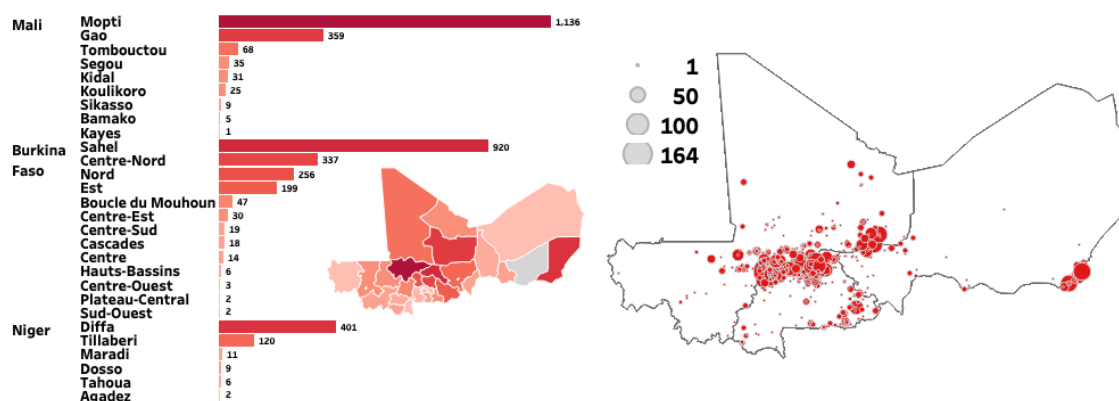 Mali Mopti 1,136
Gao 359
Tombouctou 68
Segou 35
Kidal 31
Koulikoro 25
Sikasso 9
Bamako 5
Kayes 1
Burkina Faso Sahel 920
Centre-Nord 337
Nord 256
Est 199
Boucle du Mouhoun 47
Centre-Est 30
Centre-Sud 19
Cascades 18
Centre 14
Hauts-Bassins 6
Centre-Ouest 3
Plateau-Central 2
Sud-Ouest 2
Niger Diffa 401
Tillaberi 120
Maradi 11
Dosso 9
Tahoua 6
Agadez 2
1
50
100
164